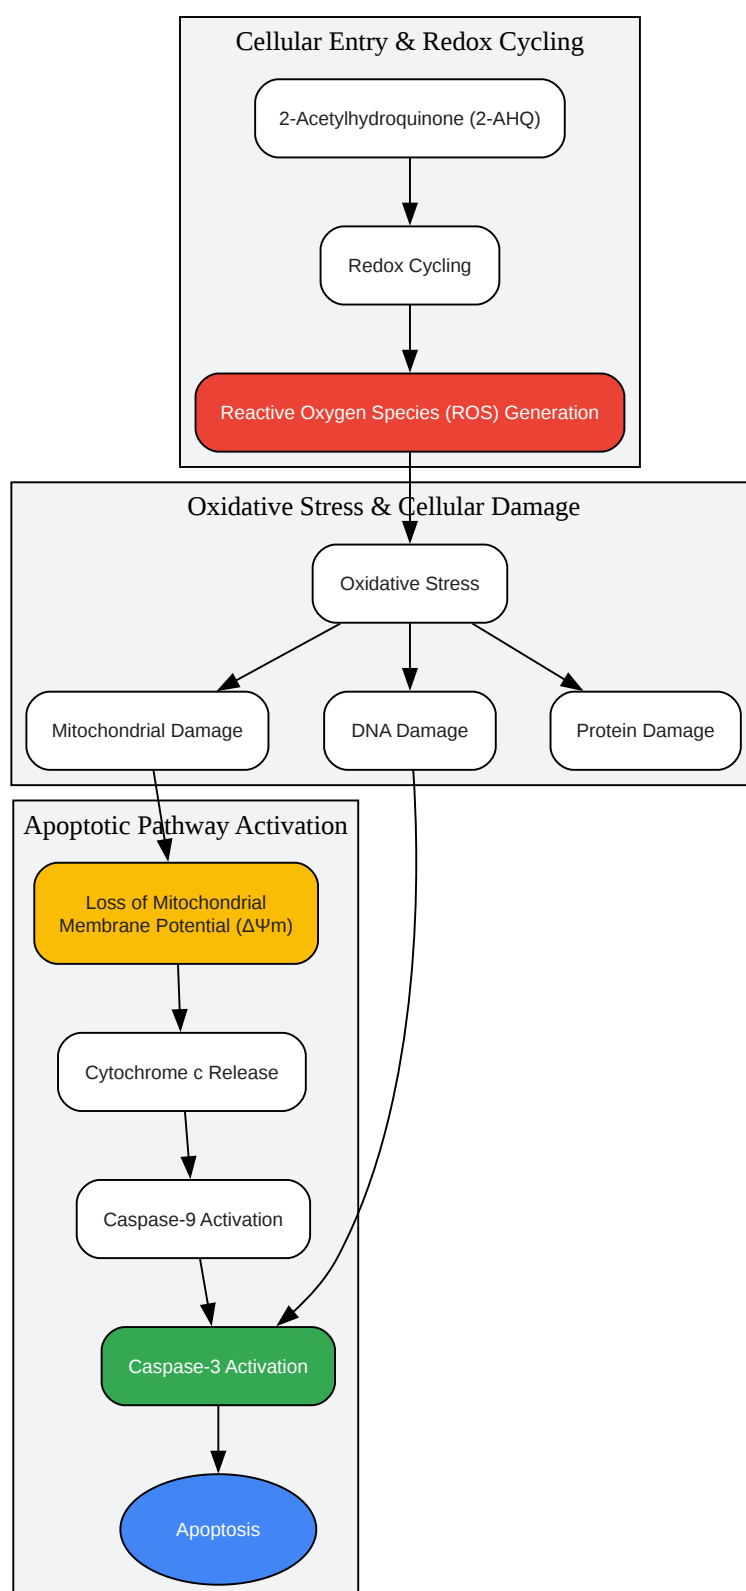 Cellular Entry & Redox Cycling
2-Acetylhydroquinone (2-AHQ)
Redox Cycling
Reactive Oxygen Species (ROS) Generation
Oxidative Stress & Cellular Damage
Oxidative Stress
Mitochondrial Damage
DNA Damage
Protein Damage
Apoptotic Pathway Activation
Loss of Mitochondrial
Membrane Potential (ΔΨm)
Cytochrome c Release
Caspase-9 Activation
Caspase-3 Activation
Apoptosis